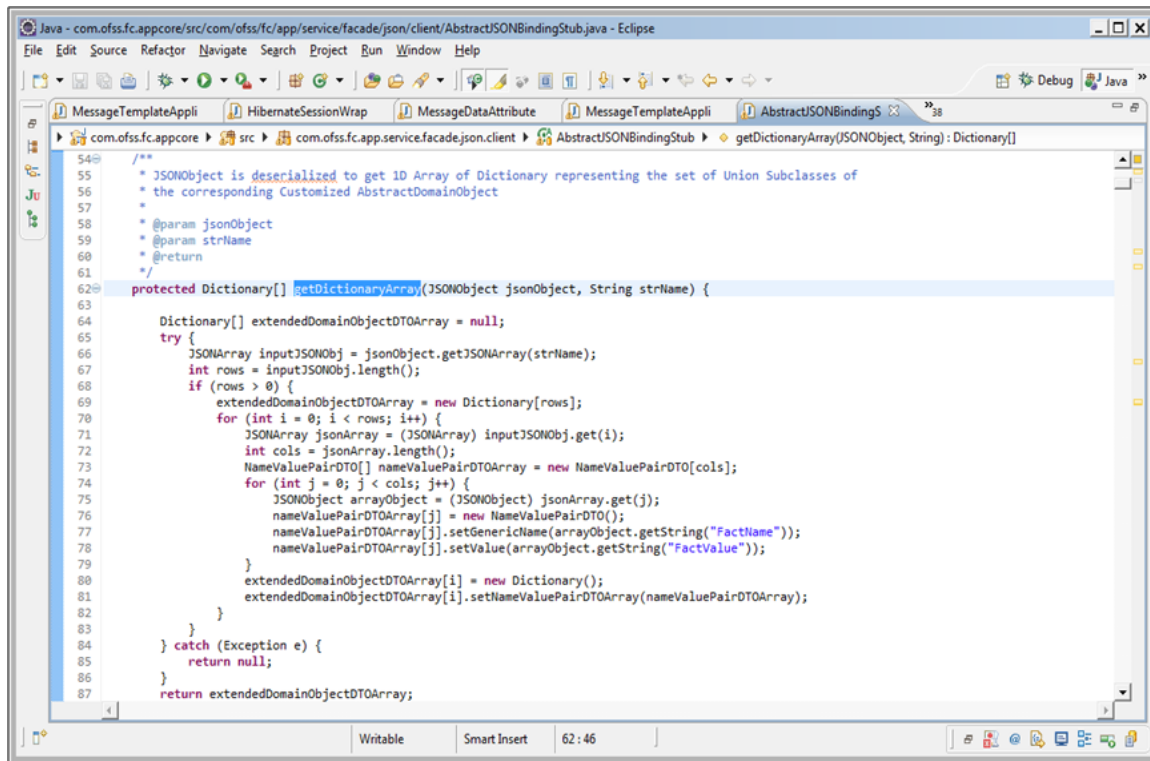 Java - com.ofss.fc.appcore/src/com/ofss/fc/app/service/facade/json/client/AbstractJSONBindingStub.java - Eclipse
File Edit Source Refactor Navigate Search Project Run Window Help
Debug Java »
MessageTemplateAppli HibernateSessionWrap MessageDataAttribute MessageTemplateAppli AbstractJSONBindingS »38
com.ofss.fc.appcore src com.ofss.fc.app.service.facade.json.client AbstractJSONBindingStub getDictionaryArray(JSONObject, String) : Dictionary[]
54 /**
55 * JSONObject is deserialized to get 1D Array of Dictionary representing the set of Union Subclasses of
56 * the corresponding Customized AbstractDomainObject
57 *
58 * @param jsonObject
59 * @param strName
60 * @return
61 */
62 protected Dictionary[] getDictionaryArray(JSONObject jsonObject, String strName) {
63
64 Dictionary[] extendedDomainObjectDTOArray = null;
65 try {
66 JSONArray inputJSONObj = jsonObject.getJSONArray(strName);
67 int rows = inputJSONObj.length();
68 if (rows > 0) {
69 extendedDomainObjectDTOArray = new Dictionary[rows];
70 for (int i = 0; i < rows; i++) {
71 JSONArray jsonArray = (JSONArray) inputJSONObj.get(i);
72 int cols = jsonArray.length();
73 NameValuePairDTO[] nameValuePairDTOArray = new NameValuePairDTO[cols];
74 for (int j = 0; j < cols; j++) {
75 JSONObject arrayObject = (JSONObject) jsonArray.get(j);
76 nameValuePairDTOArray[j] = new NameValuePairDTO();
77 nameValuePairDTOArray[j].setGenericName(arrayObject.getString("FactName"));
78 nameValuePairDTOArray[j].setValue(arrayObject.getString("FactValue"));
79 }
80 extendedDomainObjectDTOArray[i] = new Dictionary();
81 extendedDomainObjectDTOArray[i].setNameValuePairDTOArray(nameValuePairDTOArray);
82 }
83 }
84 } catch (Exception e) {
85 return null;
86 }
87 return extendedDomainObjectDTOArray;
Writable Smart Insert 62 : 46